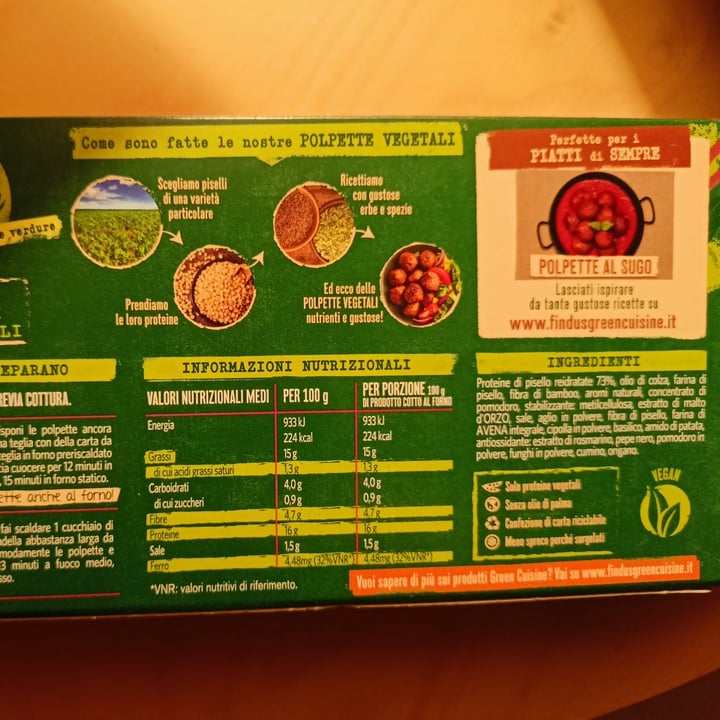 Come sono fatte le nostre POLPETTE VEGETALI
e verdure
LI
Scegliamo piselli
di una varietà
particolare
Prendiamo
le loro proteine
Ricettiamo
con gustose
erbe e spezie
Ed ecco delle
POLPETTE VEGETALI
nutrienti e gustose!
Perfette per i
PIATTI di SEMPRE
POLPETTE AL SUGO
Lasciati ispirare
da tante gustose ricette su
www.findusgreencuisine.it
EPARANO
REVIA COTTURA.
isponi le polpette ancora
na teglia con della carta da
teglia in forno preriscaldato
cia cuocere per 12 minuti in
, 15 minuti in forno statico.
ette anche al forno!
fai scaldare 1 cucchiaio di
adella abbastanza larga da
modamente le polpette e
13 minuti a fuoco medio,
sso.
INFORMAZIONI NUTRIZIONALI
VALORI NUTRIZIONALI MEDI PER 100 g PER PORZIONE 100 g
DI PRODOTTO COTTO AL FORNO
Energia 933 kJ 933 kJ
224 kcal 224 kcal
Grassi 15 g 15 g
di cui acidi grassi saturi 1,3 g 1,3 g
Carboidrati 4,0 g 4,0 g
di cui zuccheri 0,9 g 0,9 g
Fibre 4,7 g 4,7 g
Proteine 16 g 16 g
Sale 1,5 g 1,5 g
Ferro 4,48mg (32%VNR*) 4,48mg (32%VNR*)
*VNR: valori nutritivi di riferimento.
INGREDIENTI
Proteine di pisello reidratate 73%, olio di colza, farina di
pisello, fibra di bamboo, aromi naturali, concentrato di
pomodoro, stabilizzante: metilcellulosa, estratto di malto
d'ORZO, sale, aglio in polvere, fibra di pisello, farina di
AVENA integrale, cipolla in polvere, basilico, amido di patata,
antiossidante: estratto di rosmarino, pepe nero, pomodoro in
polvere, funghi in polvere, cumino, origano.
Solo proteine vegetali
Senza olio di palma
Confezione di carta riciclabile
Meno spreco perché surgelati
VEGAN
Vuoi sapere di più sui prodotti Green Cuisine? Vai su www.findusgreencuisine.it